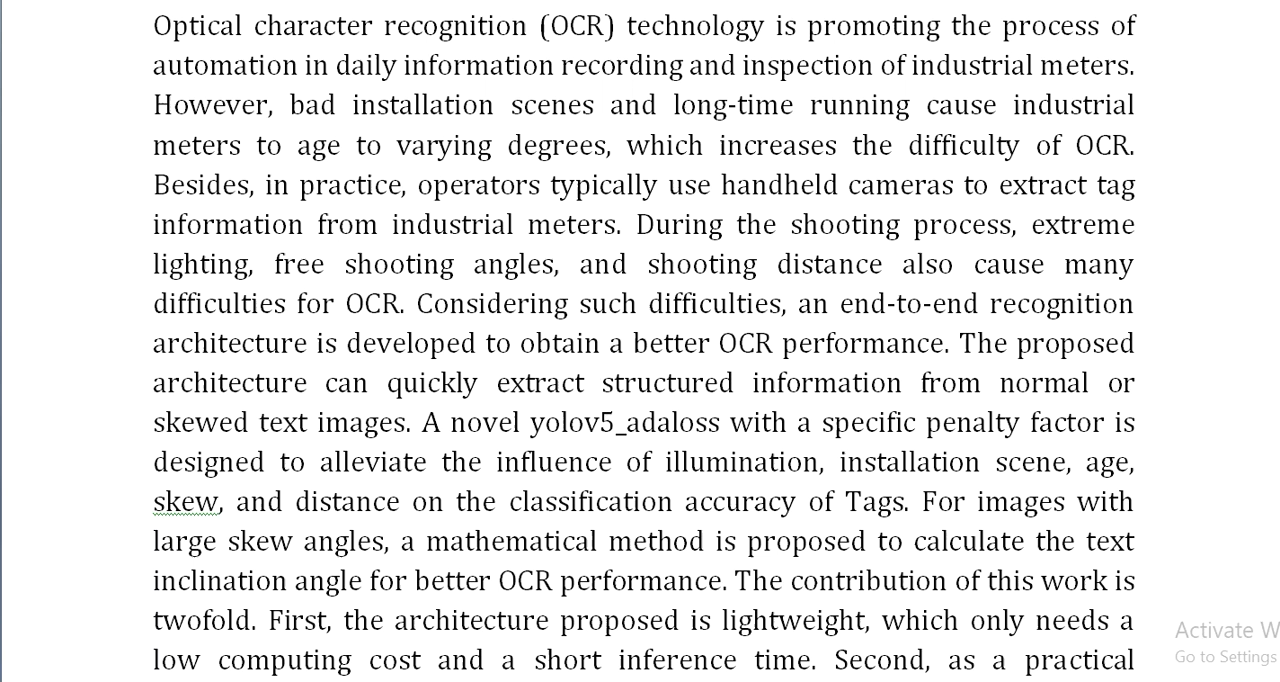 Optical character recognition (OCR) technology is promoting the process of
automation in daily information recording and inspection of industrial meters.
However, bad installation scenes and long-time running cause industrial
meters to age to varying degrees, which increases the difficulty of OCR.
Besides, in practice, operators typically use handheld cameras to extract tag
information from industrial meters. During the shooting process, extreme
lighting, free shooting angles, and shooting distance also cause many
difficulties for OCR. Considering such difficulties, an end-to-end recognition
architecture is developed to obtain a better OCR performance. The proposed
architecture can quickly extract structured information from normal or
skewed text images. A novel yolov5_adaloss with a specific penalty factor is
designed to alleviate the influence of illumination, installation scene, age,
skew, and distance on the classification accuracy of Tags. For images with
large skew angles, a mathematical method is proposed to calculate the text
inclination angle for better OCR performance. The contribution of this work is
twofold. First, the architecture proposed is lightweight, which only needs a
low computing cost and a short inference time. Second, as a practical
Activate W
Go to Settings